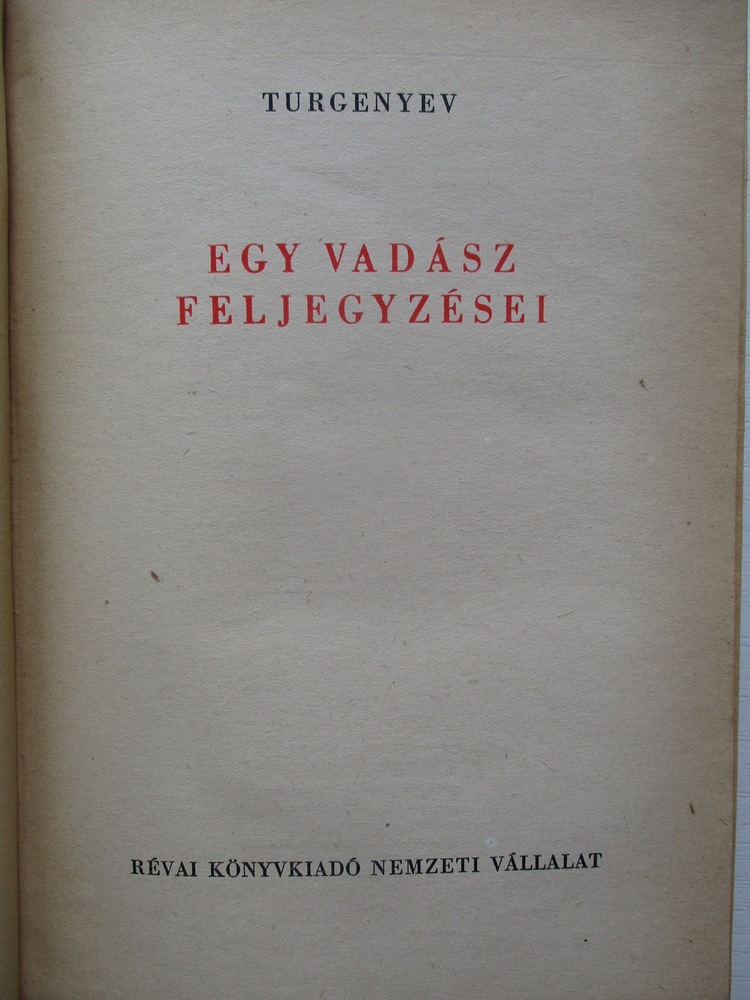 TURGENYEV
EGY VADÁSZ
FELJEGYZÉSEI
RÉVAI KÖNYVKIADÓ NEMZETI VÁLLALAT